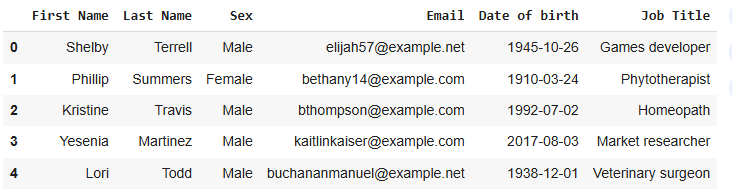 First Name Last Name Sex Email Date of birth Job Title
0 Shelby Terrell Male elijah57@example.net 1945-10-26 Games developer
1 Phillip Summers Female bethany14@example.com 1910-03-24 Phytotherapist
2 Kristine Travis Male bthompson@example.com 1992-07-02 Homeopath
3 Yesenia Martinez Male kaitlinkaiser@example.com 2017-08-03 Market researcher
4 Lori Todd Male buchananmanuel@example.net 1938-12-01 Veterinary surgeon